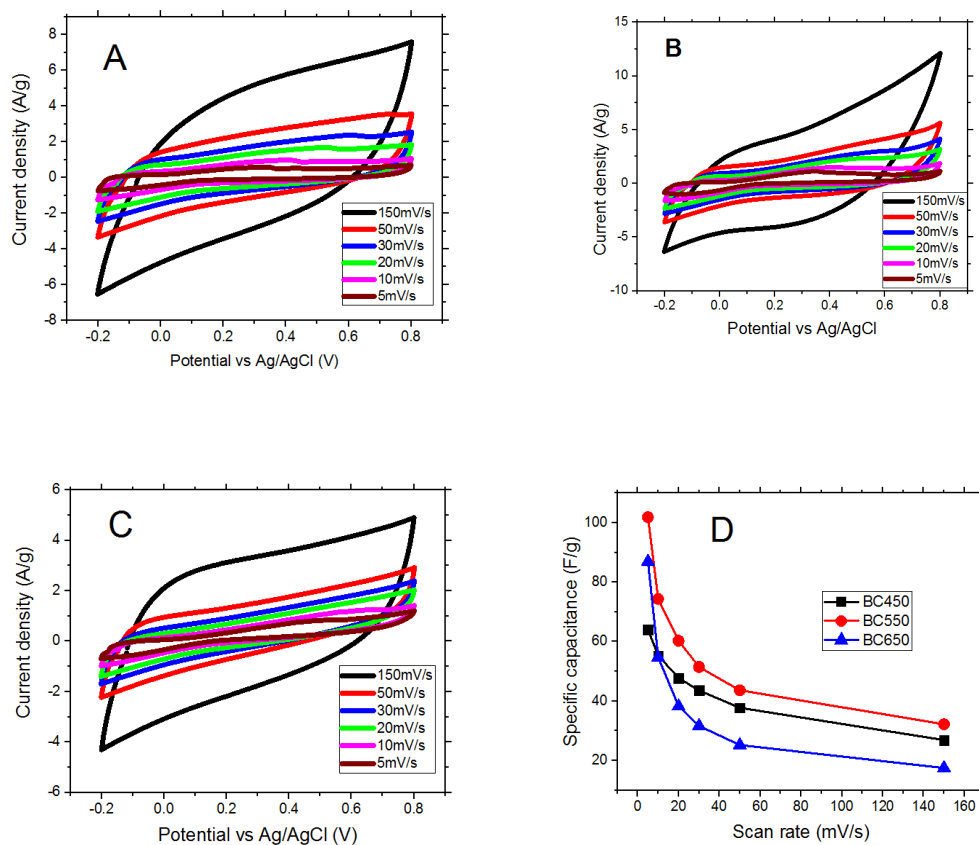 A
Current density (A/g)
8
6
4
2
0
-2
-4
-6
-8
-0.2 0.0 0.2 0.4 0.6 0.8
Potential vs Ag/AgCl (V)
150mV/s
50mV/s
30mV/s
20mV/s
10mV/s
5mV/s
B
Current density (A/g)
15
10
5
0
-5
-10
-0.2 0.0 0.2 0.4 0.6 0.8
Potential vs Ag/AgCl
150mV/s
50mV/s
30mV/s
20mV/s
10mV/s
5mV/s
C
Current density (A/g)
6
4
2
0
-2
-4
-6
-0.2 0.0 0.2 0.4 0.6 0.8
Potential vs Ag/AgCl (V)
150mV/s
50mV/s
30mV/s
20mV/s
10mV/s
5mV/s
D
Specific capacitance (F/g)
100
80
60
40
20
0 20 40 60 80 100 120 140 160
Scan rate (mV/s)
BC450
BC550
BC650